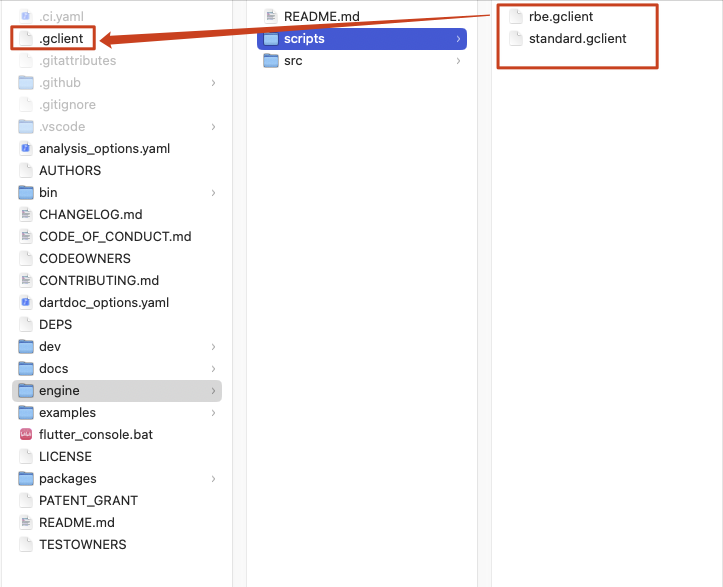 .ci.yaml
.gclient
.gitattributes
.github
.gitignore
.vscode
analysis_options.yaml
AUTHORS
bin
CHANGELOG.md
CODE_OF_CONDUCT.md
CODEOWNERS
CONTRIBUTING.md
dartdoc_options.yaml
DEPS
dev
docs
engine
examples
flutter_console.bat
LICENSE
packages
PATENT_GRANT
README.md
TESTOWNERS
README.md
scripts
src
rbe.gclient
standard.gclient